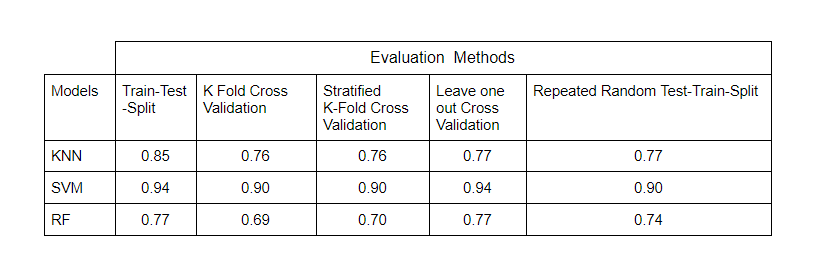 Evaluation Methods
Models Train-Test K Fold Cross Stratified Leave one Repeated Random Test-Train-Split
-Split Validation K-Fold Cross out Cross
Validation Validation
KNN 0.85 0.76 0.76 0.77 0.77
SVM 0.94 0.90 0.90 0.94 0.90
RF 0.77 0.69 0.70 0.77 0.74